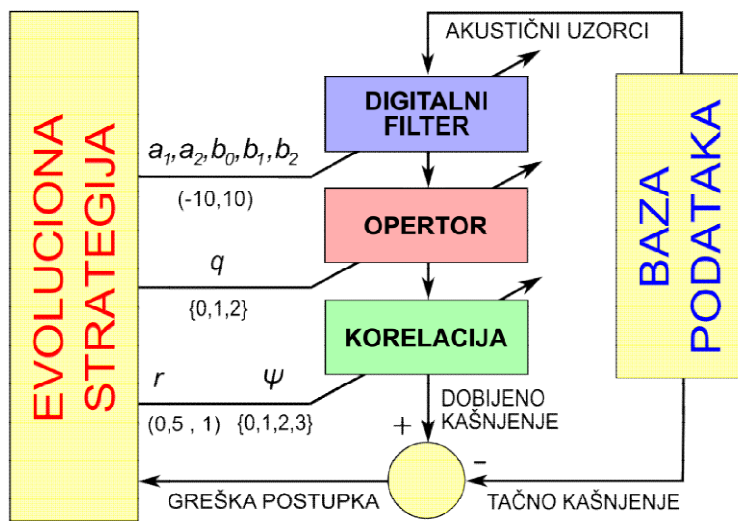 EVOLUCIONA
STRATEGIJA
AKUSTIČNI UZORCI
DIGITALNI
FILTER
a₁,a₂,b₀,b₁,b₂
(-10,10)
OPERTOR
q
{0,1,2}
KORELACIJA
r ψ
(0,5 , 1) {0,1,2,3}
DOBIJENO
KAŠNJENJE
+
-
GREŠKA POSTUPKA
TAČNO KAŠNJENJE
BAZA
PODATAKA